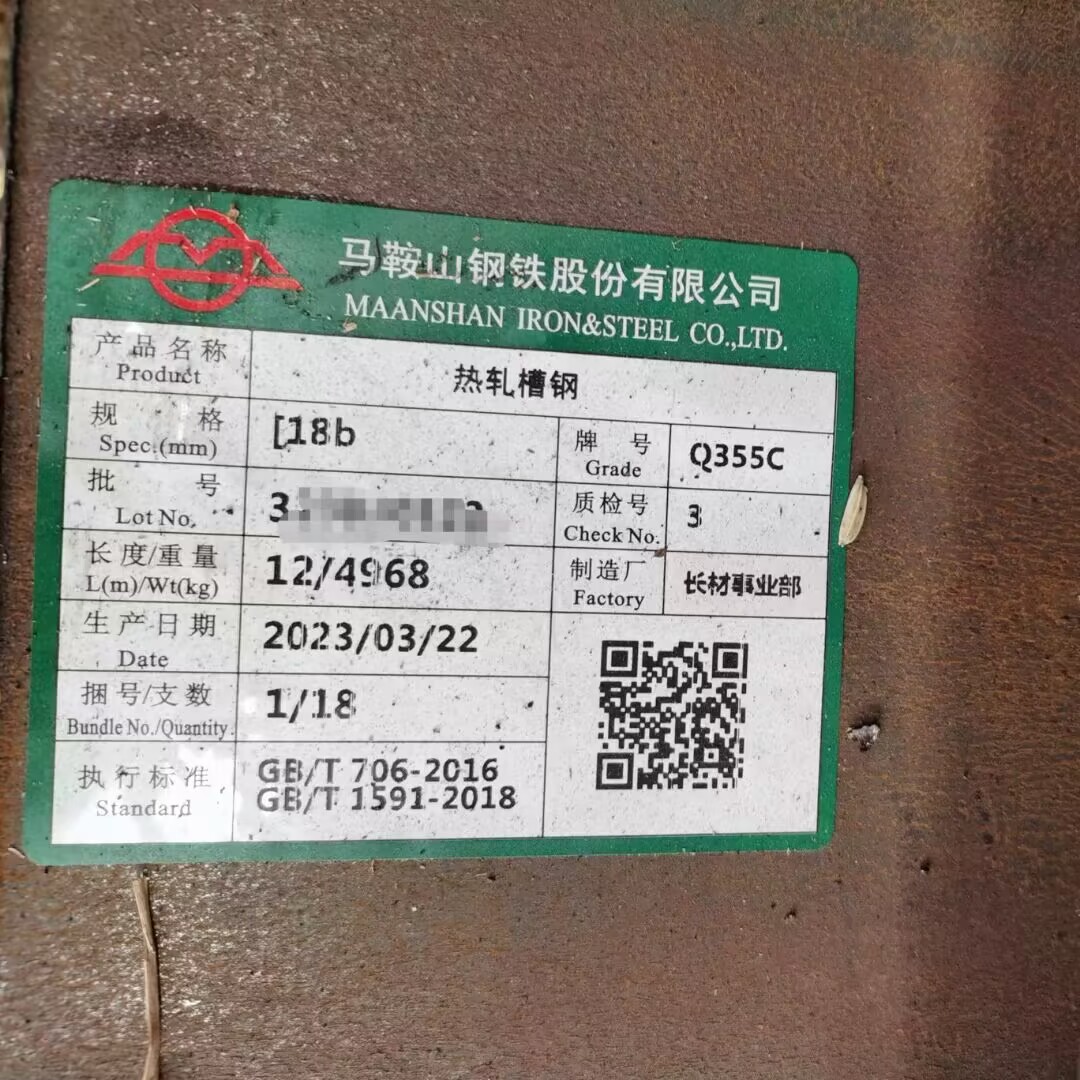 马鞍山钢铁股份有限公司
MAANSHAN IRON&STEEL CO.,LTD.
产品名称
Product
热轧槽钢
规格
Spec.(mm)
[18b
牌号
Grade
Q355C
批号
Lot No.
质检号
Check No.
3
长度/重量
L(m)/Wt(kg)
12/4968
制造厂
Factory
长材事业部
生产日期
Date
2023/03/22
捆号/支数
Bundle No./Quantity
1/18
执行标准
Standard
GB/T 706-2016
GB/T 1591-2018